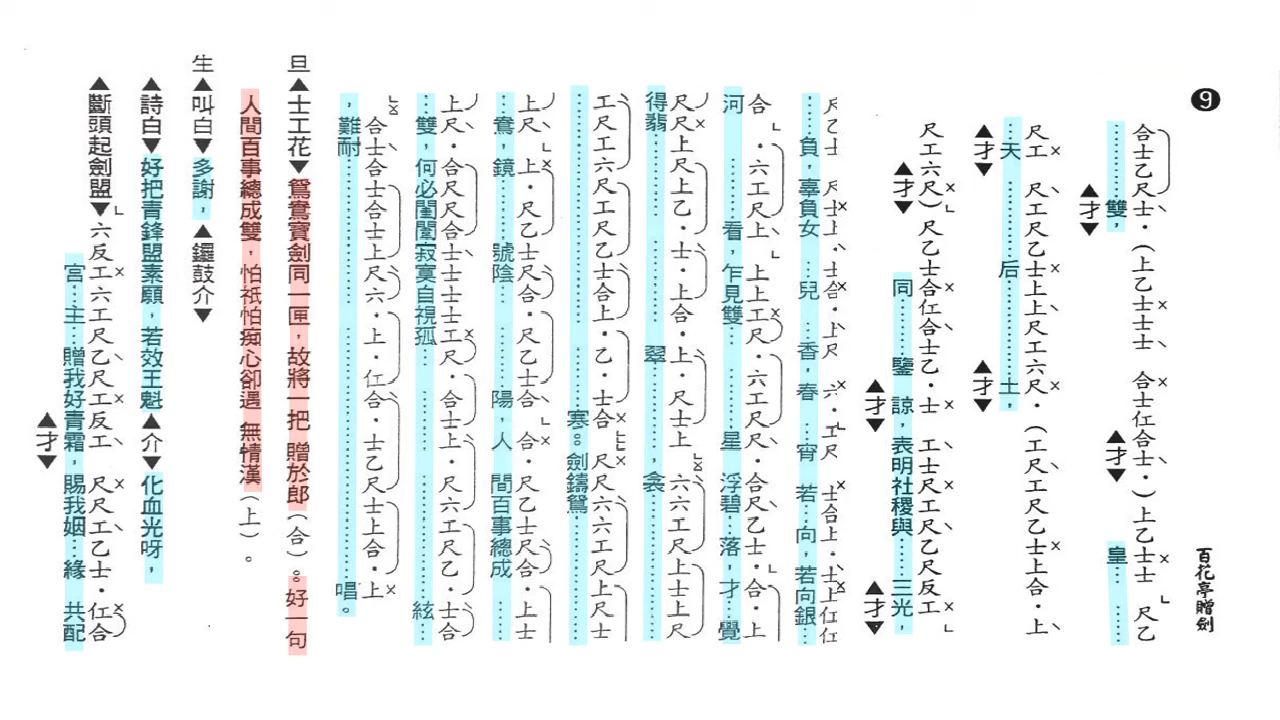 9
百花亭贈劍
合士乙尺士·（上乙士士士 合士仜合士·）上乙士士 尺乙
……雙， ▲才▼ ▲才▼ 皇……
尺工 尺工尺乙士上上尺工六尺·（工尺工尺乙士上合·上
……天………后…………土，
▲才▼ ▲才▼
尺工六尺）尺乙士合仜合士乙·士 工士尺工尺乙尺反工
▲才▼ 同……鑒 諒，表明社稷與……三光，
▲才▼ ▲才▼
……負，辜負女 兒…香，春…宵 若…向，若向銀…
合 ·六工尺上 上上工尺·六工尺尺·合尺乙士·合·上
河……看，乍見雙………星 浮碧…落，才 覺
尺尺上尺上乙·士·上合·上·尺士上 六六工尺上士上尺
得翡………………翠………，衾…………
工尺工六尺工尺乙士合上·乙·士合 尺尺六六工尺上尺士
…………………………寒。劍鑄鴛…………
上尺 上·尺乙士尺合·尺乙士合 合·尺乙士尺合·上士
……鴦，鏡……號陰………陽，人 間百事總成……
上尺·合尺尺合士士士士工尺·合士上·尺六工尺乙·士合
……雙，何必閨閫寂寞自視孤…………絃…
合士合士合士上尺六·上·仜合·士乙尺士上合·上
，難耐…………………………唱。
旦▲士工花▼鴛鴦寶劍同一匣，故將一把 贈於郎（合）。好一句
人間百事總成雙，怕祇怕痴心卻遇 無情漢（上）。
生▲叫白▼多謝，▲鑼鼓介▼
▲詩白▼好把青鋒盟素願，若效王魁▲介▼化血光呀，
▲斷頭起劍盟▼六反工六工尺乙尺工反工 尺尺工乙士·仜合
宮…主…贈我好青霜，賜我姻…緣 共配
▲才▼